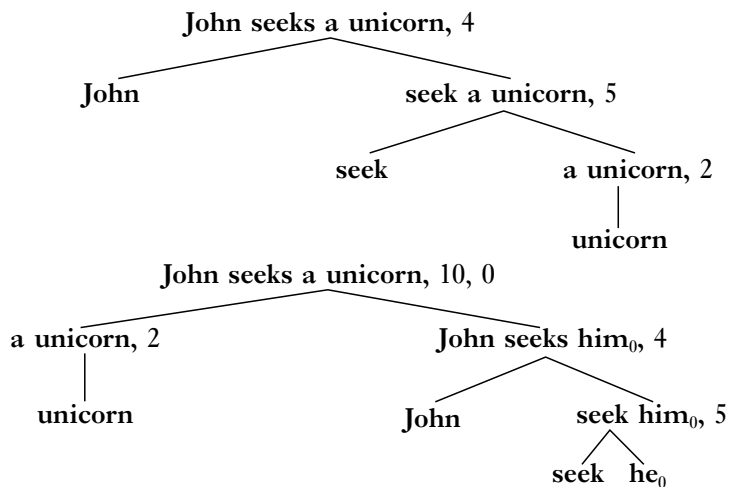 John seeks a unicorn, 4
John seek a unicorn, 5
seek a unicorn, 2
unicorn
John seeks a unicorn, 10, 0
a unicorn, 2 John seeks him₀, 4
unicorn John seek him₀, 5
seek he₀